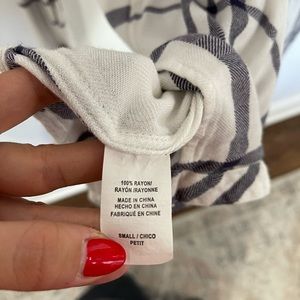 100% RAYON/
RAYÓN /RAYONNE
MADE IN CHINA
HECHO EN CHINA
FABRIQUÉ EN CHINE
SMALL / CHICO
PETIT